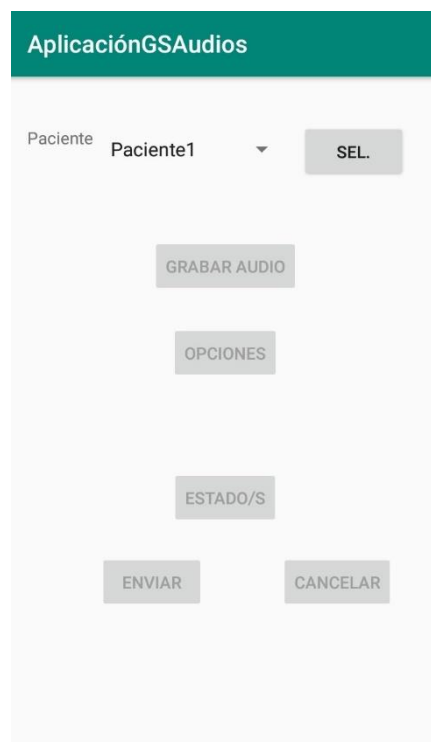 AplicaciónGSAudios
Paciente Paciente1 SEL.
GRABAR AUDIO
OPCIONES
ESTADO/S
ENVIAR CANCELAR